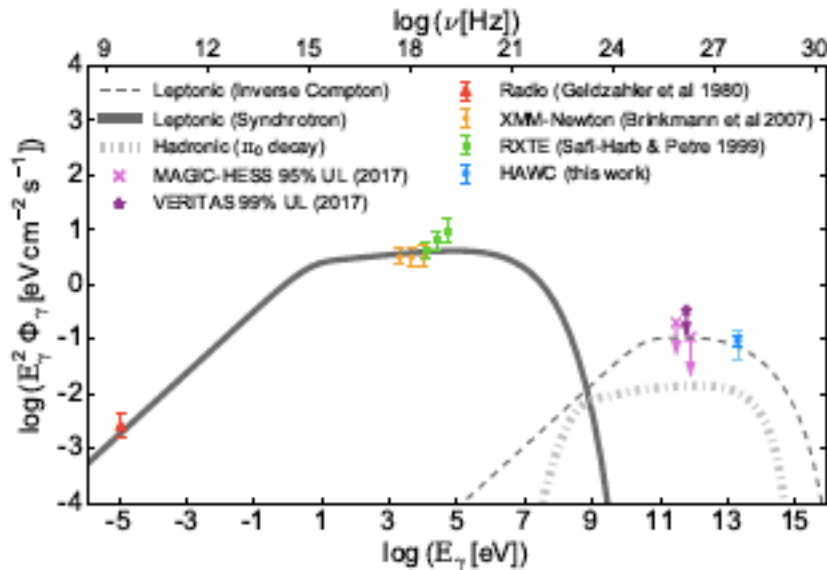 log (ν[Hz])
9 12 15 18 21 24 27 30
4
3
2
1
0
-1
-2
-3
-4
log (E²γ Φγ [eV cm⁻² s⁻¹])
Leptonic (Inverse Compton)
Leptonic (Synchrotron)
Hadronic (π₀ decay)
MAGIC-HESS 95% UL (2017)
VERITAS 99% UL (2017)
Radio (Geldzahler et al 1980)
XMM-Newton (Brinkmann et al 2007)
RXTE (Safi-Harb & Petre 1999)
HAWC (this work)
-5 -3 -1 1 3 5 7 9 11 13 15
log (Eγ [eV])